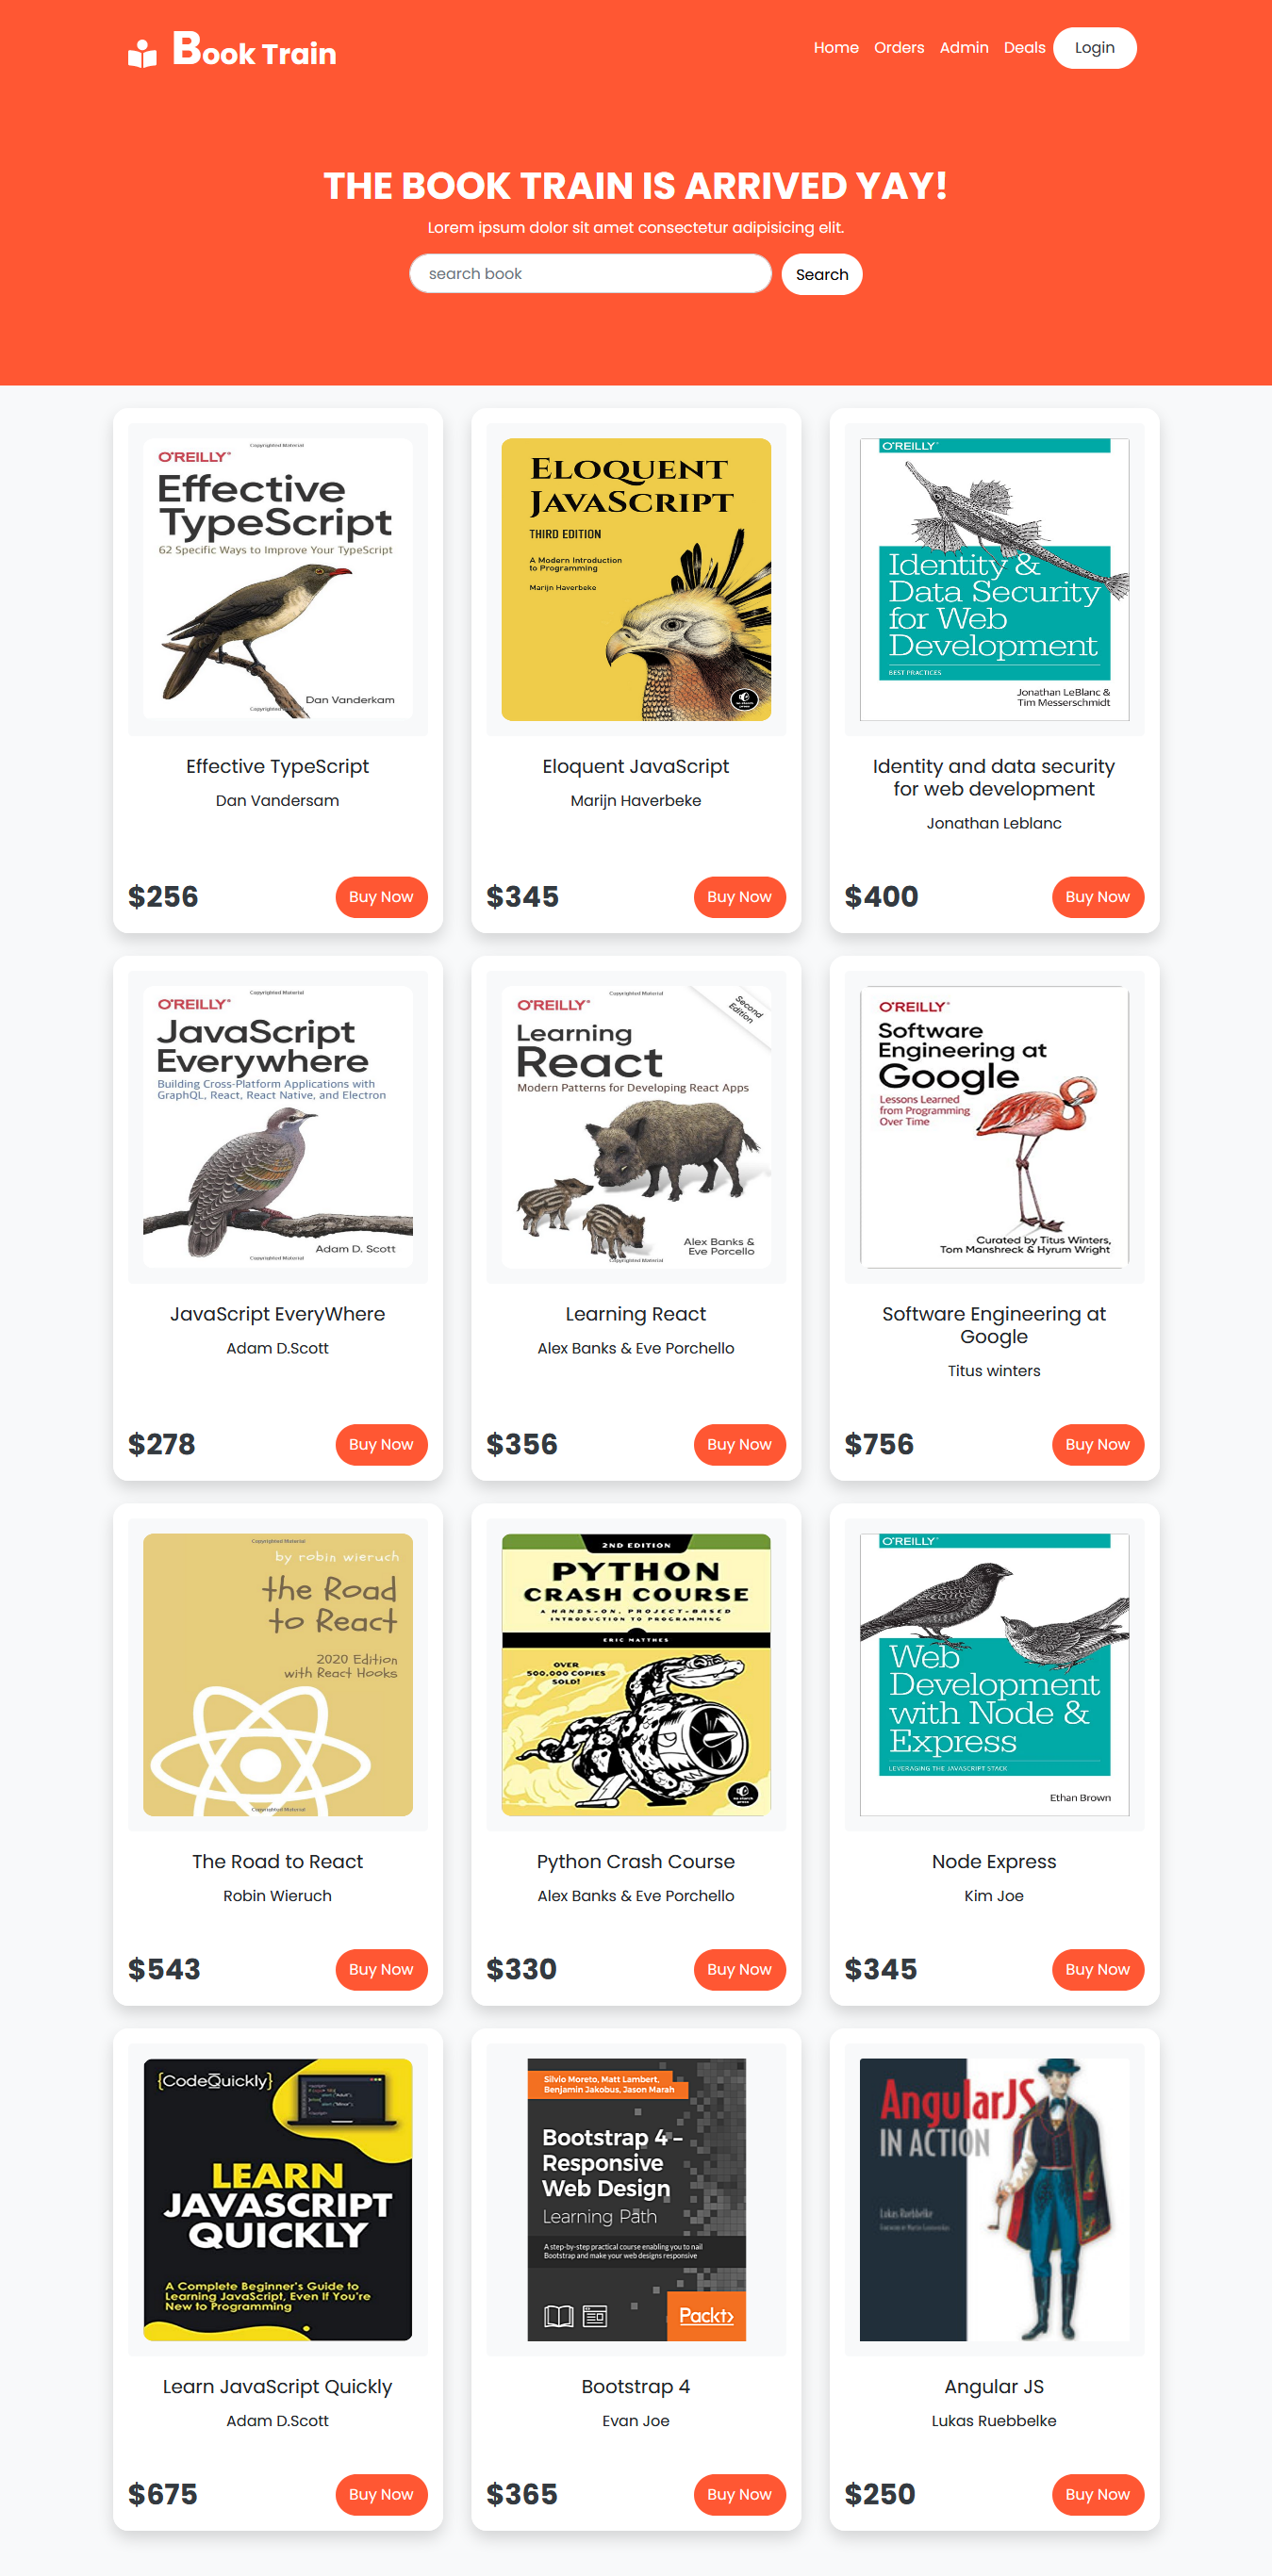 Book Train
Home Orders Admin Deals Login
THE BOOK TRAIN IS ARRIVED YAY!
Lorem ipsum dolor sit amet consectetur adipisicing elit.
search book Search
Copyrighted Material
O'REILLY®
Effective
TypeScript
62 Specific Ways to Improve Your TypeScript
Dan Vanderkam
Copyrighted Material
Effective TypeScript
Dan Vandersam
$256 Buy Now
ELOQUENT
JAVASCRIPT
THIRD EDITION
A Modern Introduction
to Programming
Marijn Haverbeke
Eloquent JavaScript
Marijn Haverbeke
$345 Buy Now
O'REILLY®
Identity &
Data Security
for Web
Development
BEST PRACTICES
Jonathan LeBlanc &
Tim Messerschmidt
Identity and data security
for web development
Jonathan Leblanc
$400 Buy Now
Copyrighted Material
O'REILLY®
JavaScript
Everywhere
Building Cross-Platform Applications with
GraphQL, React, React Native, and Electron
Adam D. Scott
Copyrighted Material
JavaScript EveryWhere
Adam D.Scott
$278 Buy Now
Copyrighted Material
O'REILLY®
Second
Edition
Learning
React
Modern Patterns for Developing React Apps
Alex Banks &
Eve Porcello
Copyrighted Material
Learning React
Alex Banks & Eve Porchello
$356 Buy Now
O'REILLY®
Software
Engineering at
Google
Lessons Learned
from Programming
Over Time
Curated by Titus Winters,
Tom Manshreck & Hyrum Wright
Software Engineering at
Google
Titus winters
$756 Buy Now
Copyrighted Material
by robin wieruch
the Road
to React
2020 Edition
with React Hooks
Copyrighted Material
The Road to React
Robin Wieruch
$543 Buy Now
2ND EDITION
PYTHON
CRASH COURSE
A HANDS-ON, PROJECT-BASED
INTRODUCTION TO PROGRAMMING
ERIC MATTHES
OVER
500,000 COPIES
SOLD!
Python Crash Course
Alex Banks & Eve Porchello
$330 Buy Now
O'REILLY®
Web
Development
with Node &
Express
LEVERAGING THE JAVASCRIPT STACK
Ethan Brown
Node Express
Kim Joe
$345 Buy Now
{CodeQuickly}
LEARN
JAVASCRIPT
QUICKLY
A Complete Beginner's Guide to
Learning JavaScript, Even If You're
New to Programming
Learn JavaScript Quickly
Adam D.Scott
$675 Buy Now
Silvio Moreto, Matt Lambert,
Benjamin Jakobus, Jason Marah
Bootstrap 4 –
Responsive
Web Design
Learning Path
A step-by-step practical course enabling you to nail
Bootstrap and make your web designs responsive
Packt>
Bootstrap 4
Evan Joe
$365 Buy Now
AngularJS
IN ACTION
Lukas Ruebbelke
Angular JS
Lukas Ruebbelke
$250 Buy Now